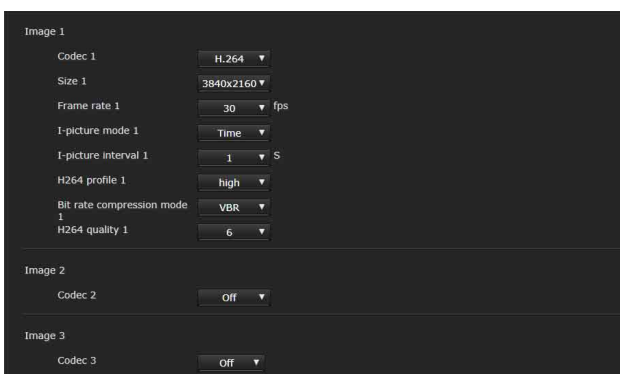 Image 1
Codec 1 H.264
Size 1 3840x2160
Frame rate 1 30 fps
I-picture mode 1 Time
I-picture interval 1 1 S
H264 profile 1 high
Bit rate compression mode 1 VBR
H264 quality 1 6
Image 2
Codec 2 Off
Image 3
Codec 3 Off